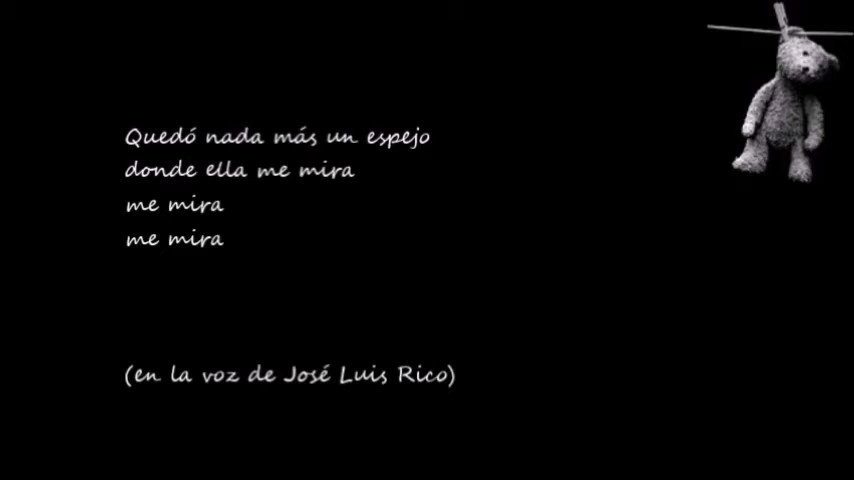 Quedó nada más un espejo
donde ella me mira
me mira
me mira
(en la voz de José Luis Rico)